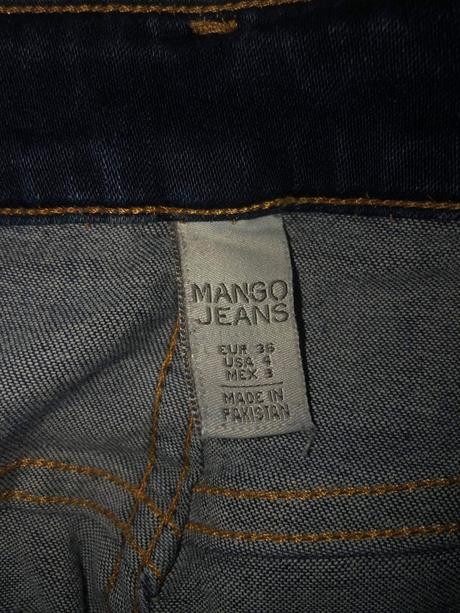 MANGO
JEANS
EUR 36
USA 4
MEX 3
MADE IN
PAKISTAN